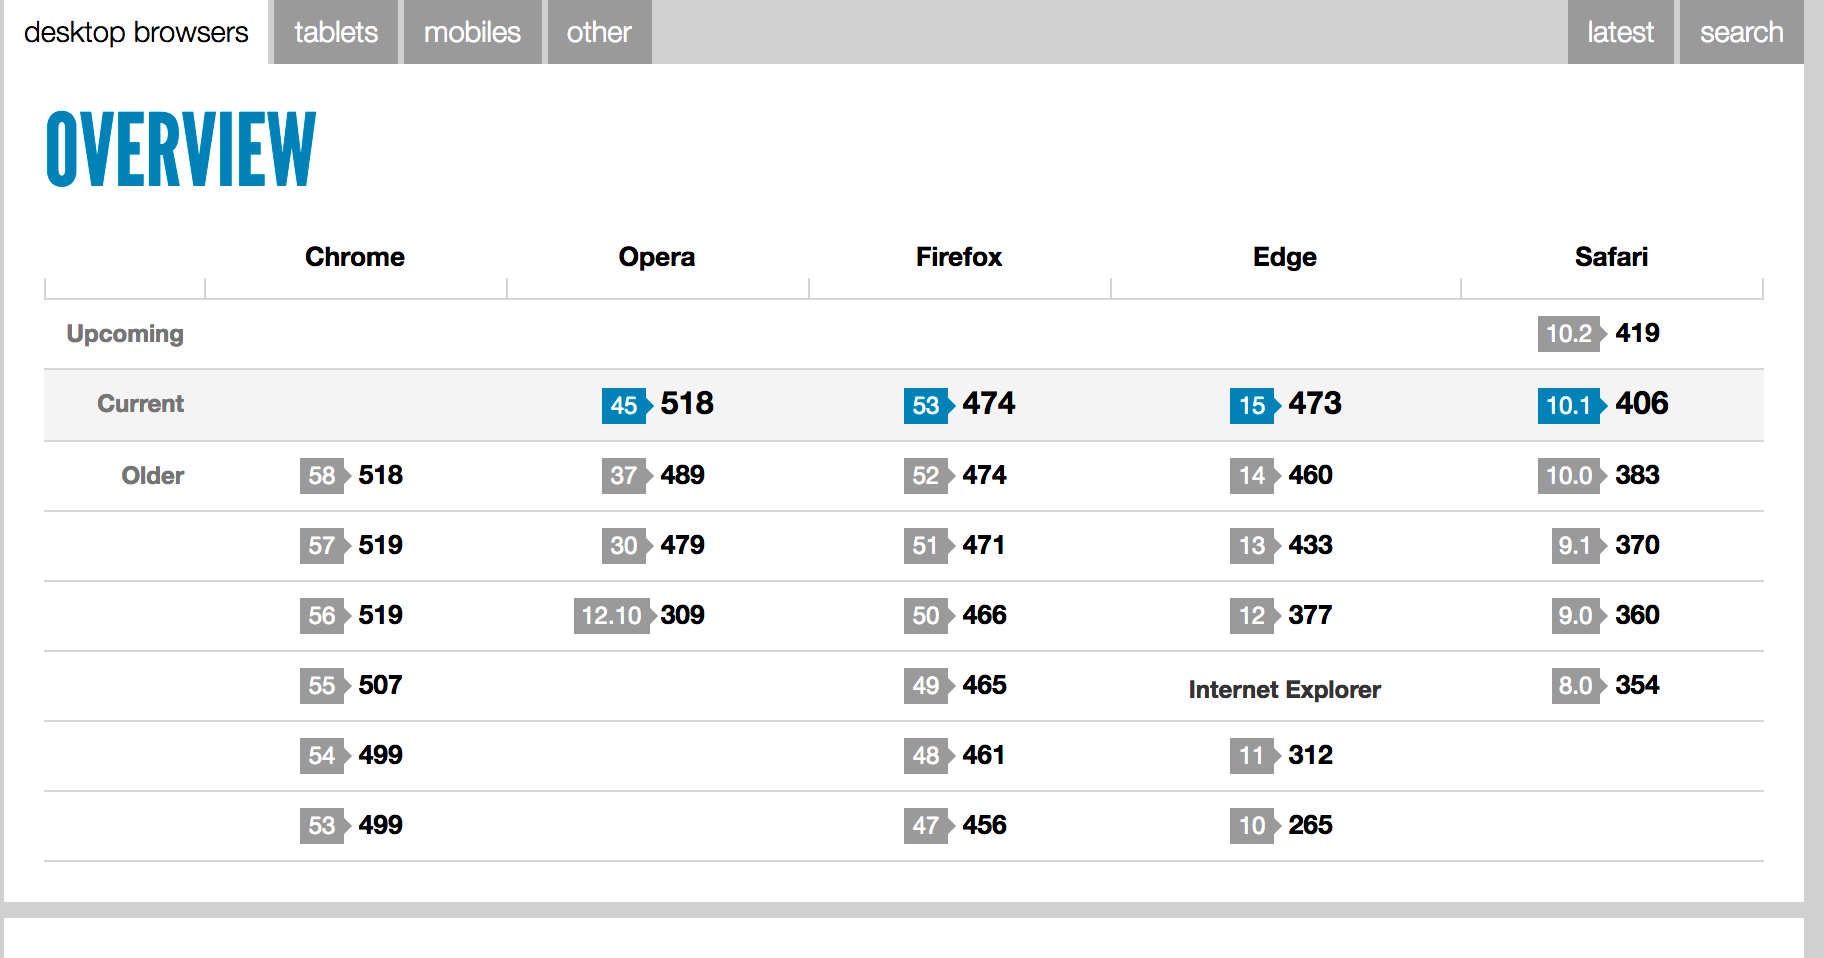 desktop browsers tablets mobiles other latest search
OVERVIEW
Chrome Opera Firefox Edge Safari
Upcoming 10.2 419
Current 45 518 53 474 15 473 10.1 406
Older 58 518 37 489 52 474 14 460 10.0 383
57 519 30 479 51 471 13 433 9.1 370
56 519 12.10 309 50 466 12 377 9.0 360
55 507 49 465 Internet Explorer 8.0 354
54 499 48 461 11 312
53 499 47 456 10 265